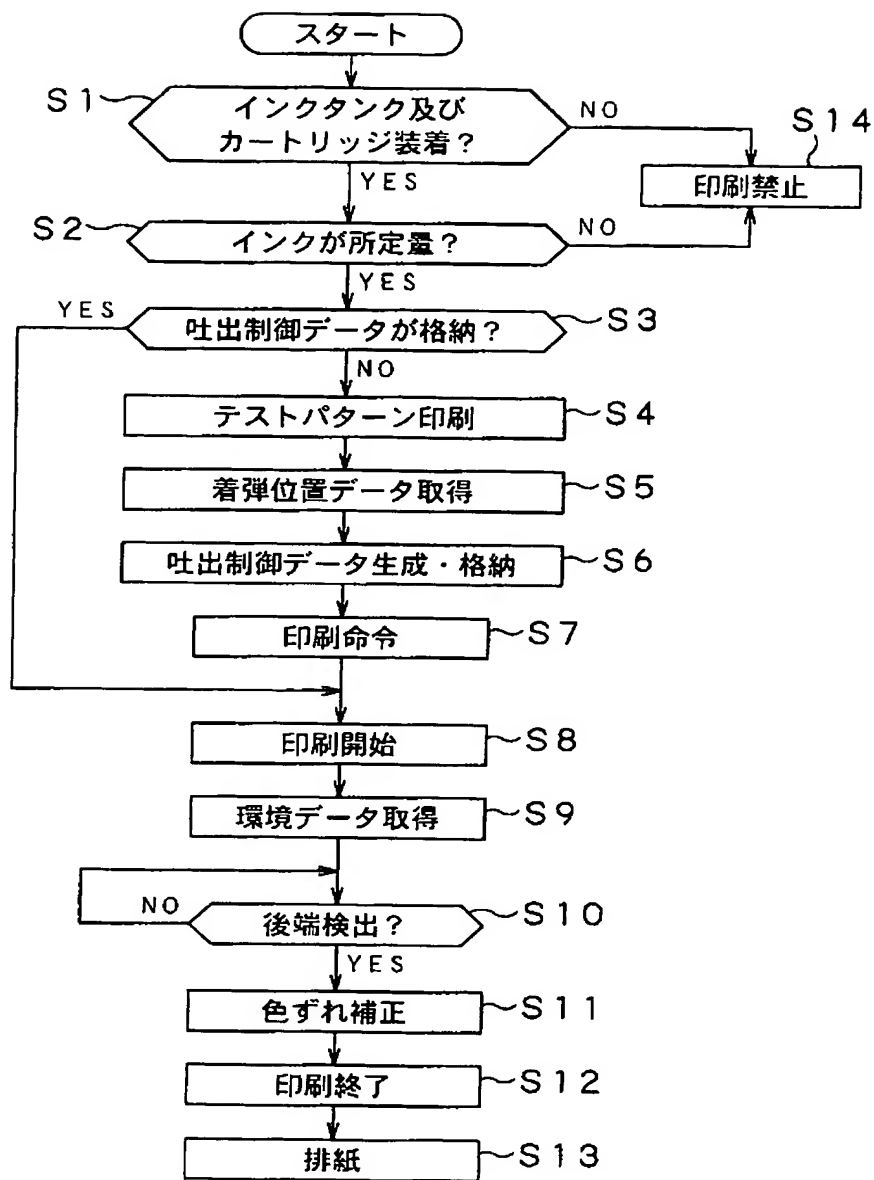 スタート
S1
インクタンク及び
カートリッジ装着？
NO
S14
印刷禁止
YES
S2
インクが所定量？
NO
YES
YES
吐出制御データが格納？
S3
NO
テストパターン印刷
S4
着弾位置データ取得
S5
吐出制御データ生成・格納
S6
印刷命令
S7
印刷開始
S8
環境データ取得
S9
NO
後端検出？
S10
YES
色ずれ補正
S11
印刷終了
S12
排紙
S13